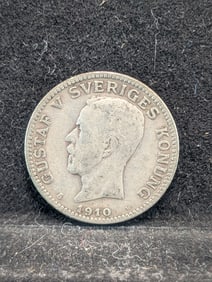 GUSTAF V SVERIGES KONUNG
1910